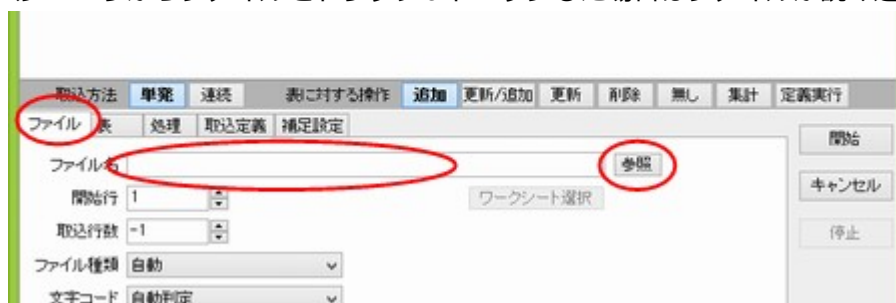 取込方法 単発 連続 表に対する操作 追加 更新/追加 更新 削除 無し 集計 定義実行
ファイル 表 処理 取込定義 補足設定
開始
ファイル名 参照
キャンセル
開始行 1 ワークシート選択
取込行数 -1
停止
ファイル種類 自動
文字コード 自動判定